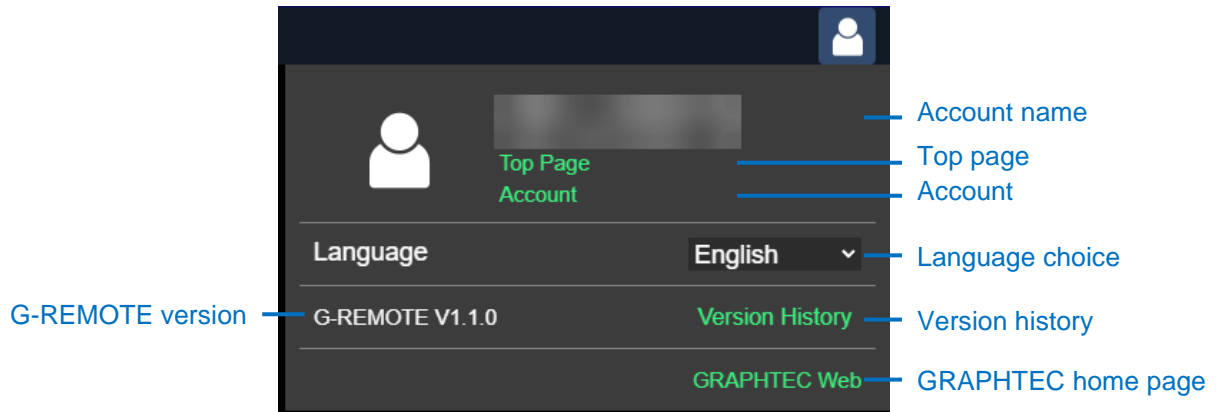 Account name
Top Page
Top page
Account
Account
Language
English
Language choice
G-REMOTE version
G-REMOTE V1.1.0
Version History
Version history
GRAPHTEC Web
GRAPHTEC home page